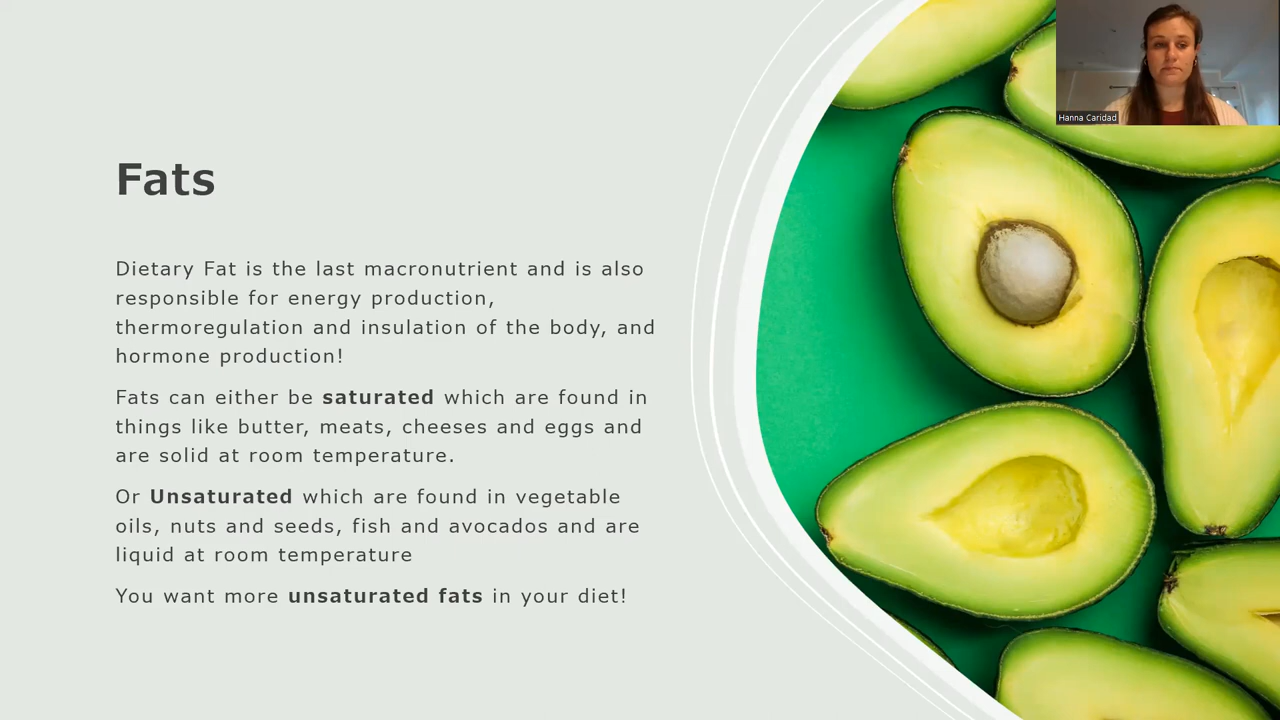 Hanna Caridad
Fats
Dietary Fat is the last macronutrient and is also
responsible for energy production,
thermoregulation and insulation of the body, and
hormone production!
Fats can either be saturated which are found in
things like butter, meats, cheeses and eggs and
are solid at room temperature.
Or Unsaturated which are found in vegetable
oils, nuts and seeds, fish and avocados and are
liquid at room temperature
You want more unsaturated fats in your diet!